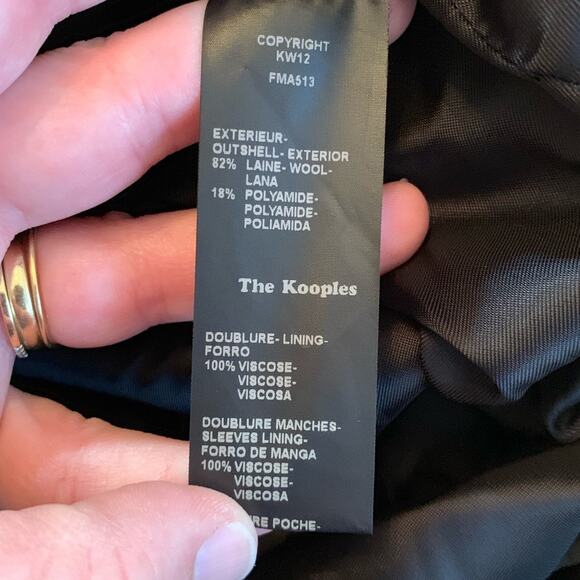 COPYRIGHT
KW12
FMA513
EXTERIEUR-
OUTSHELL- EXTERIOR
82% LAINE- WOOL-
LANA
18% POLYAMIDE-
POLYAMIDE-
POLIAMIDA
The Kooples
DOUBLURE- LINING-
FORRO
100% VISCOSE-
VISCOSE-
VISCOSA
DOUBLURE MANCHES-
SLEEVES LINING-
FORRO DE MANGA
100% VISCOSE-
VISCOSE-
VISCOSA
POCHE-